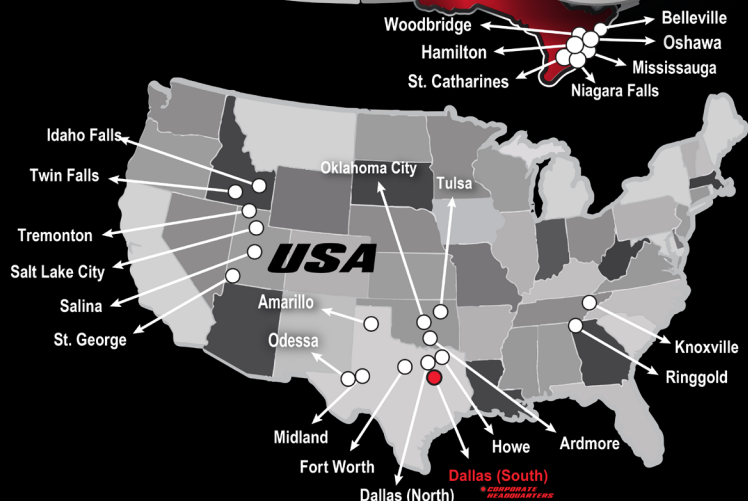 Woodbridge
Belleville
Hamilton
Oshawa
St. Catharines
Mississauga
Niagara Falls
Idaho Falls
Twin Falls
Oklahoma City
Tulsa
Tremonton
USA
Salt Lake City
Salina
Amarillo
St. George
Odessa
Knoxville
Ringgold
Midland
Howe
Ardmore
Fort Worth
Dallas (South)
CORPORATE
HEADQUARTERS
Dallas (North)